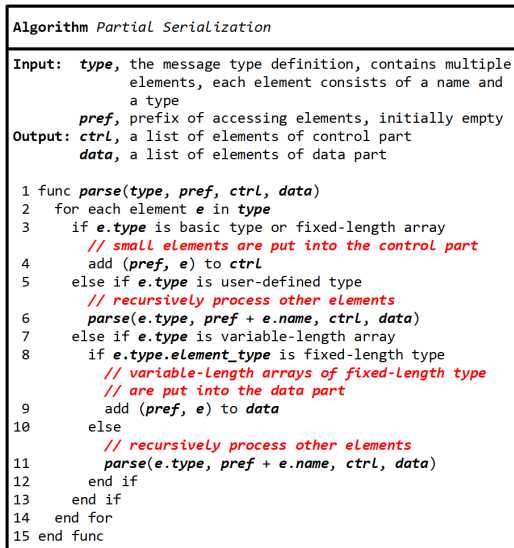 Algorithm Partial Serialization
Input: type, the message type definition, contains multiple
elements, each element consists of a name and
a type
pref, prefix of accessing elements, initially empty
Output: ctrl, a list of elements of control part
data, a list of elements of data part
1 func parse(type, pref, ctrl, data)
2 for each element e in type
3 if e.type is basic type or fixed-length array
// small elements are put into the control part
4 add (pref, e) to ctrl
5 else if e.type is user-defined type
// recursively process other elements
6 parse(e.type, pref + e.name, ctrl, data)
7 else if e.type is variable-length array
8 if e.type.element_type is fixed-length type
// variable-length arrays of fixed-length type
// are put into the data part
9 add (pref, e) to data
10 else
// recursively process other elements
11 parse(e.type, pref + e.name, ctrl, data)
12 end if
13 end if
14 end for
15 end func